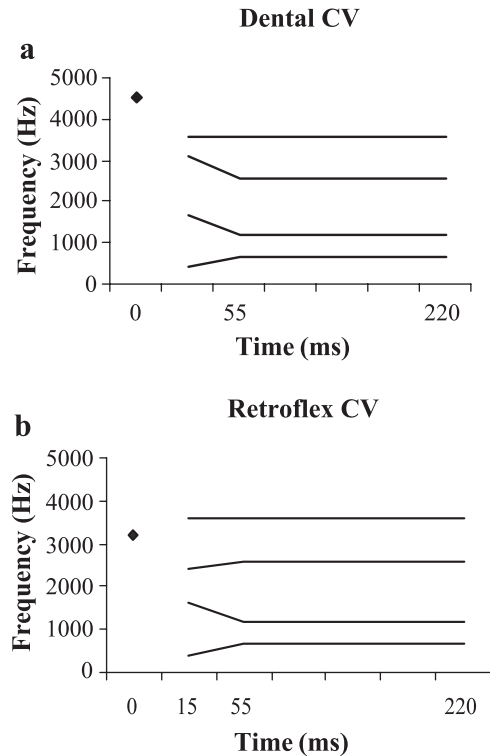 Dental CV
a
Frequency (Hz)
5000
4000
3000
2000
1000
0
0 55 220
Time (ms)
Retroflex CV
b
Frequency (Hz)
5000
4000
3000
2000
1000
0
0 15 55 220
Time (ms)